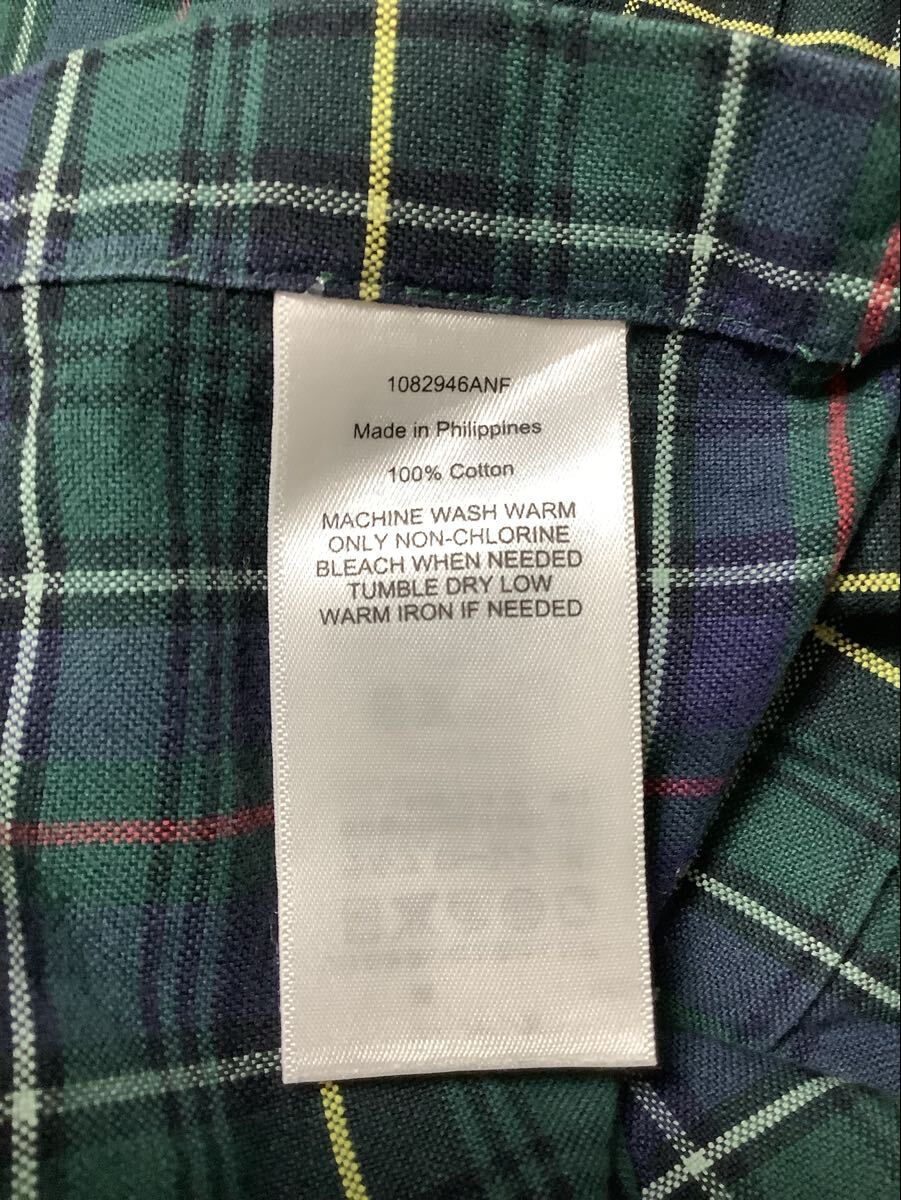 1082946ANF
Made in Philippines
100% Cotton
MACHINE WASH WARM
ONLY NON-CHLORINE
BLEACH WHEN NEEDED
TUMBLE DRY LOW
WARM IRON IF NEEDED